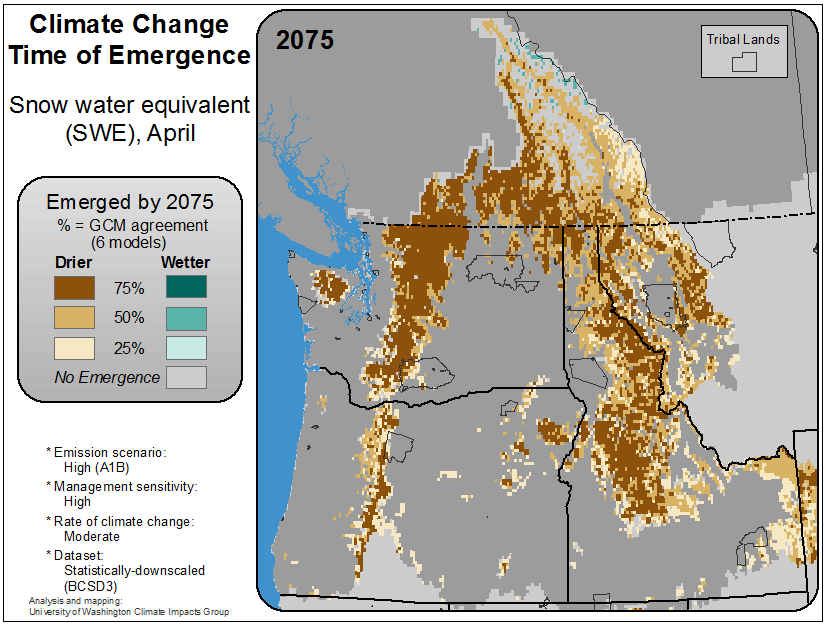 Climate Change
Time of Emergence
Snow water equivalent
(SWE), April
Emerged by 2075
% = GCM agreement
(6 models)
Drier Wetter
75%
50%
25%
No Emergence
* Emission scenario:
High (A1B)
* Management sensitivity:
High
* Rate of climate change:
Moderate
* Dataset:
Statistically-downscaled
(BCSD3)
Analysis and mapping:
University of Washington Climate Impacts Group
2075
Tribal Lands